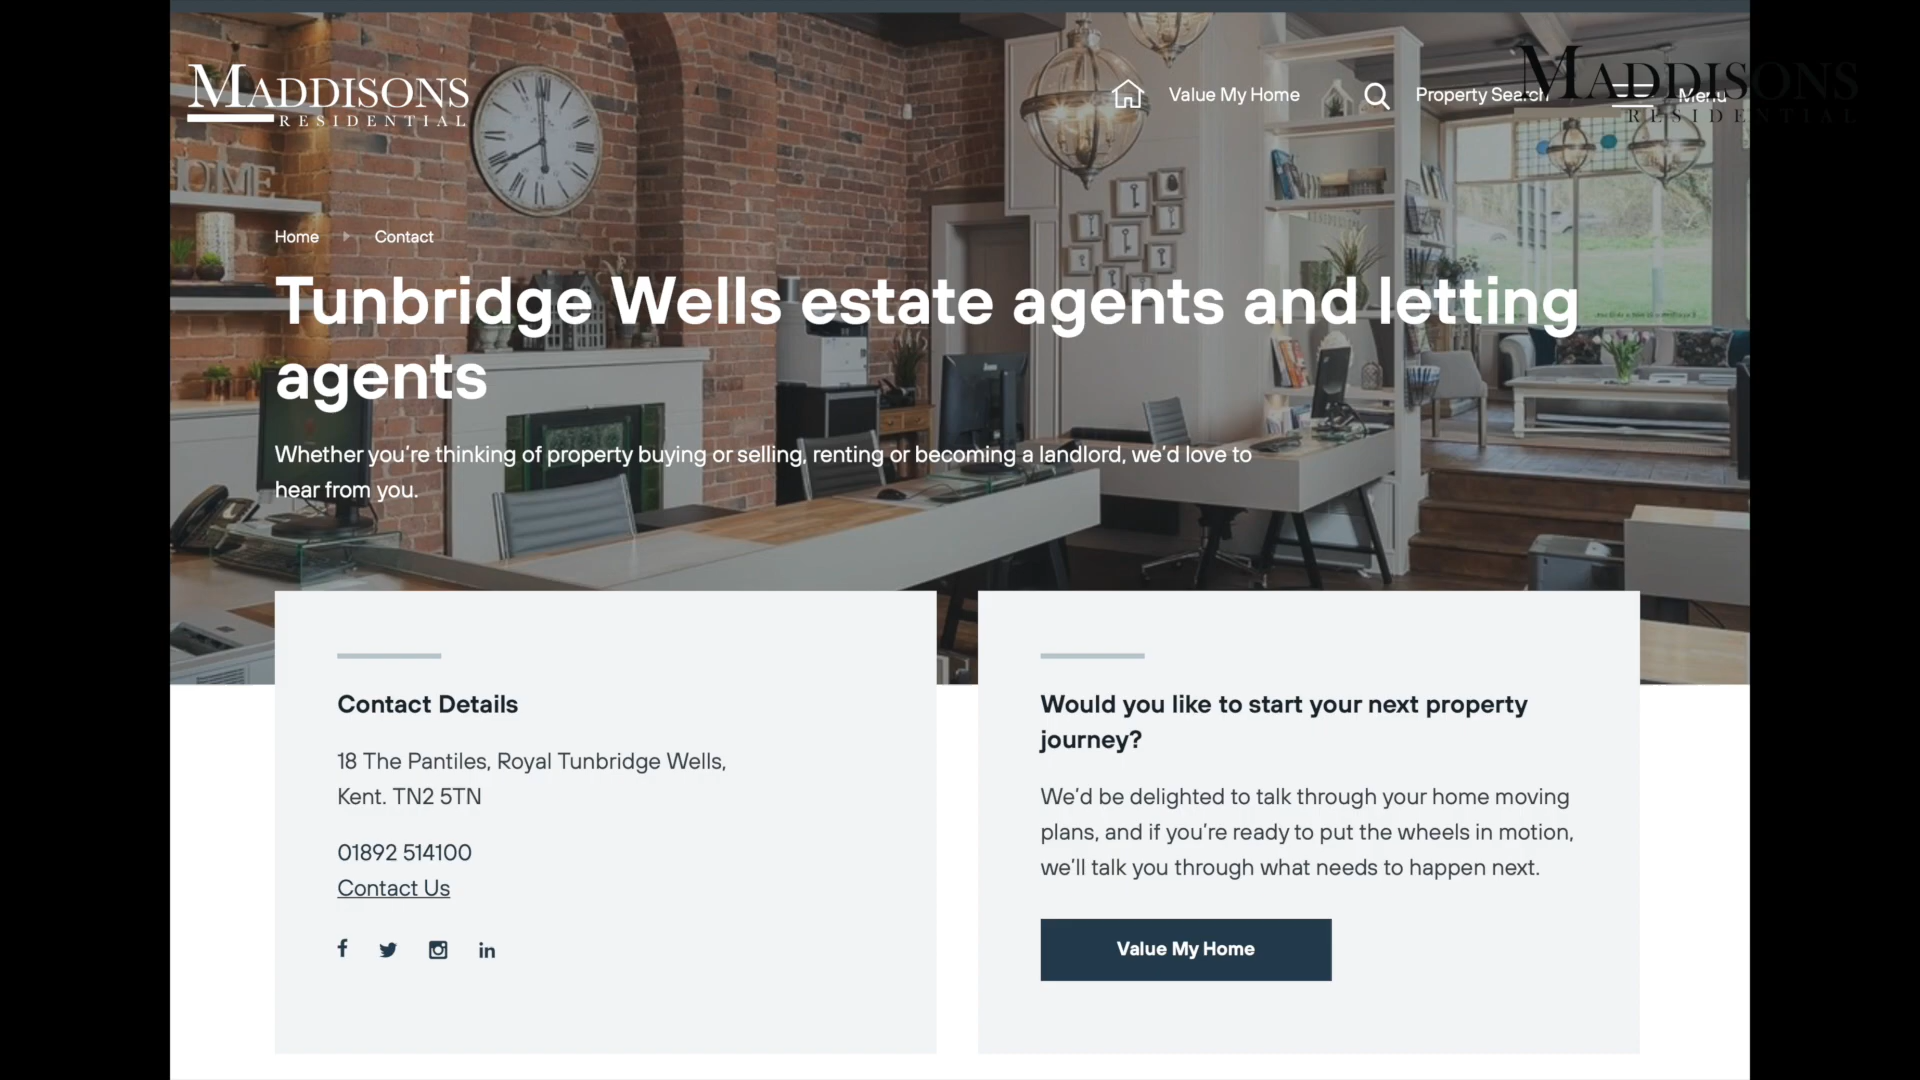 MADDISONS
RESIDENTIAL
Value My Home
Property Search
Menu
MADDISONS
RESIDENTIAL
HOME
Home
Contact
Tunbridge Wells estate agents and letting
agents
Whether you're thinking of property buying or selling, renting or becoming a landlord, we'd love to
hear from you.
Contact Details
18 The Pantiles, Royal Tunbridge Wells,
Kent. TN2 5TN
01892 514100
Contact Us
Would you like to start your next property
journey?
We'd be delighted to talk through your home moving
plans, and if you're ready to put the wheels in motion,
we'll talk you through what needs to happen next.
Value My Home